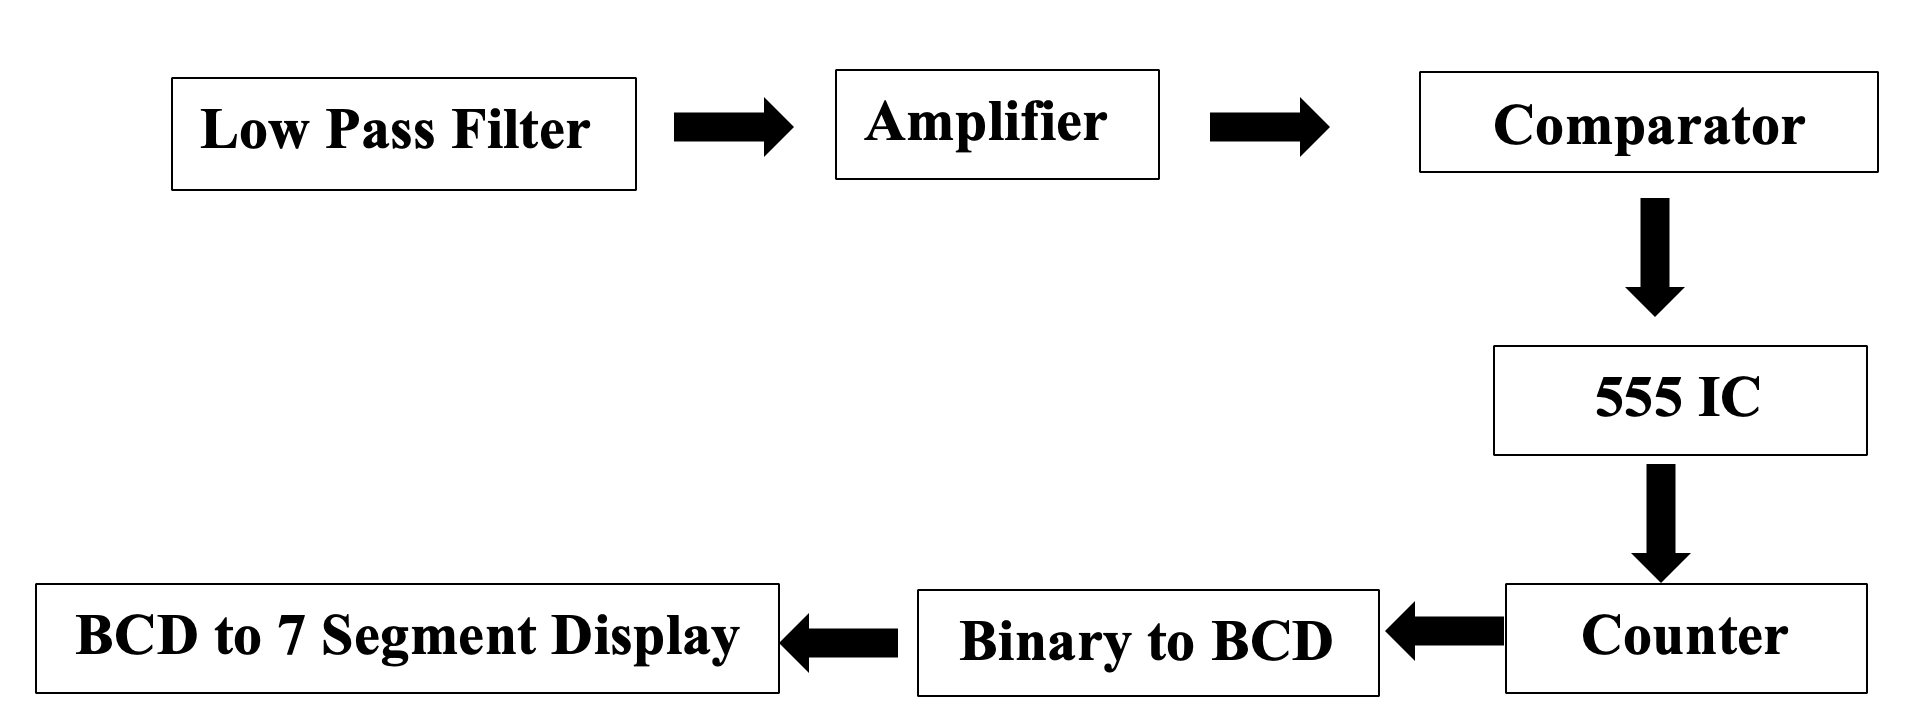 Low Pass Filter
Amplifier
Comparator
555 IC
Counter
Binary to BCD
BCD to 7 Segment Display